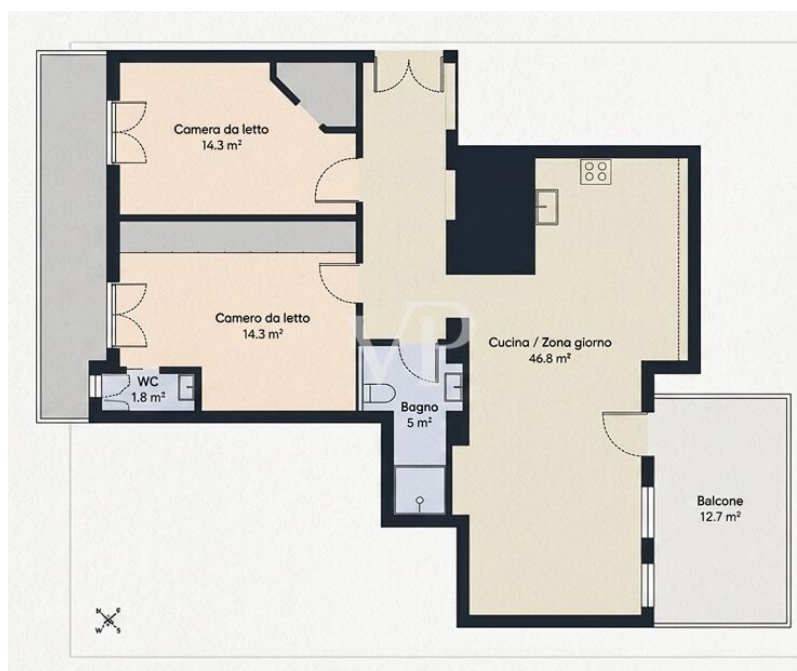 Camera da letto
14.3 m²
Camero da letto
14.3 m²
WC
1.8 m²
Bagno
5 m²
Cucina / Zona giorno
46.8 m²
Balcone
12.7 m²
VP
W
S